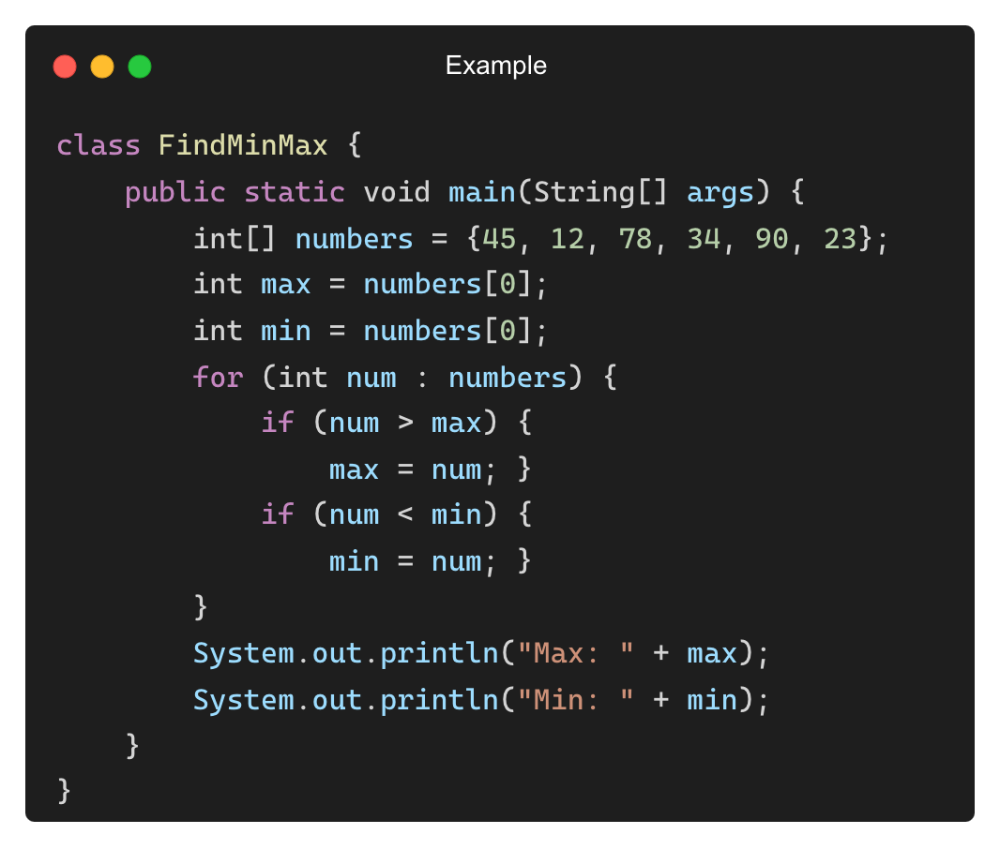 Example
class FindMinMax {
    public static void main(String[] args) {
        int[] numbers = {45, 12, 78, 34, 90, 23};
        int max = numbers[0];
        int min = numbers[0];
        for (int num : numbers) {
            if (num > max) {
                max = num; }
            if (num < min) {
                min = num; }
        }
        System.out.println("Max: " + max);
        System.out.println("Min: " + min);
    }
}